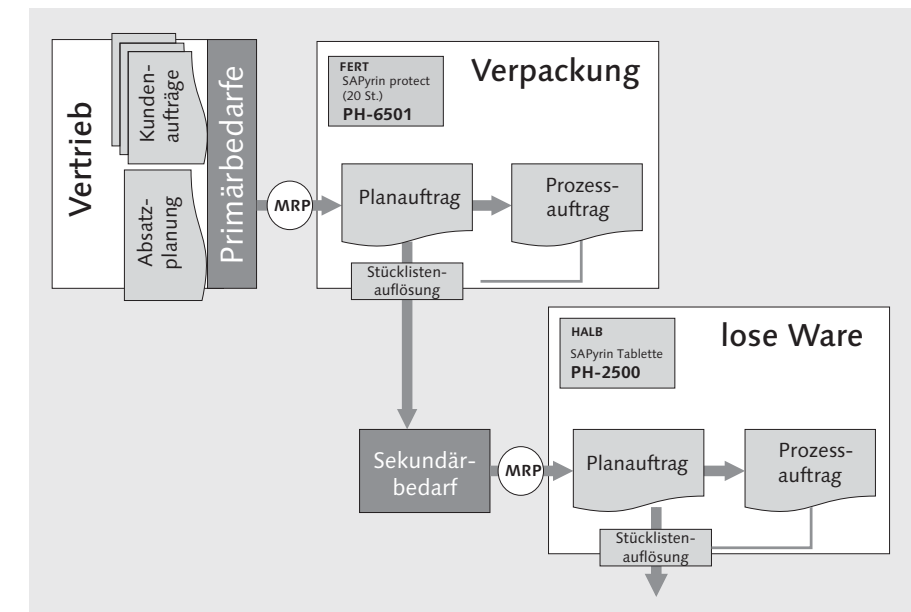 Vertrieb
Kunden-
aufträge
Absatz-
planung
Primärbedarfe
MRP
Verpackung
FERT
SAPyrin protect
(20 St.)
PH-6501
Planauftrag
Prozess-
auftrag
Stücklisten-
auflösung
lose Ware
HALB
SAPyrin Tablette
PH-2500
Sekundär-
bedarf
MRP
Planauftrag
Prozess-
auftrag
Stücklisten-
auflösung